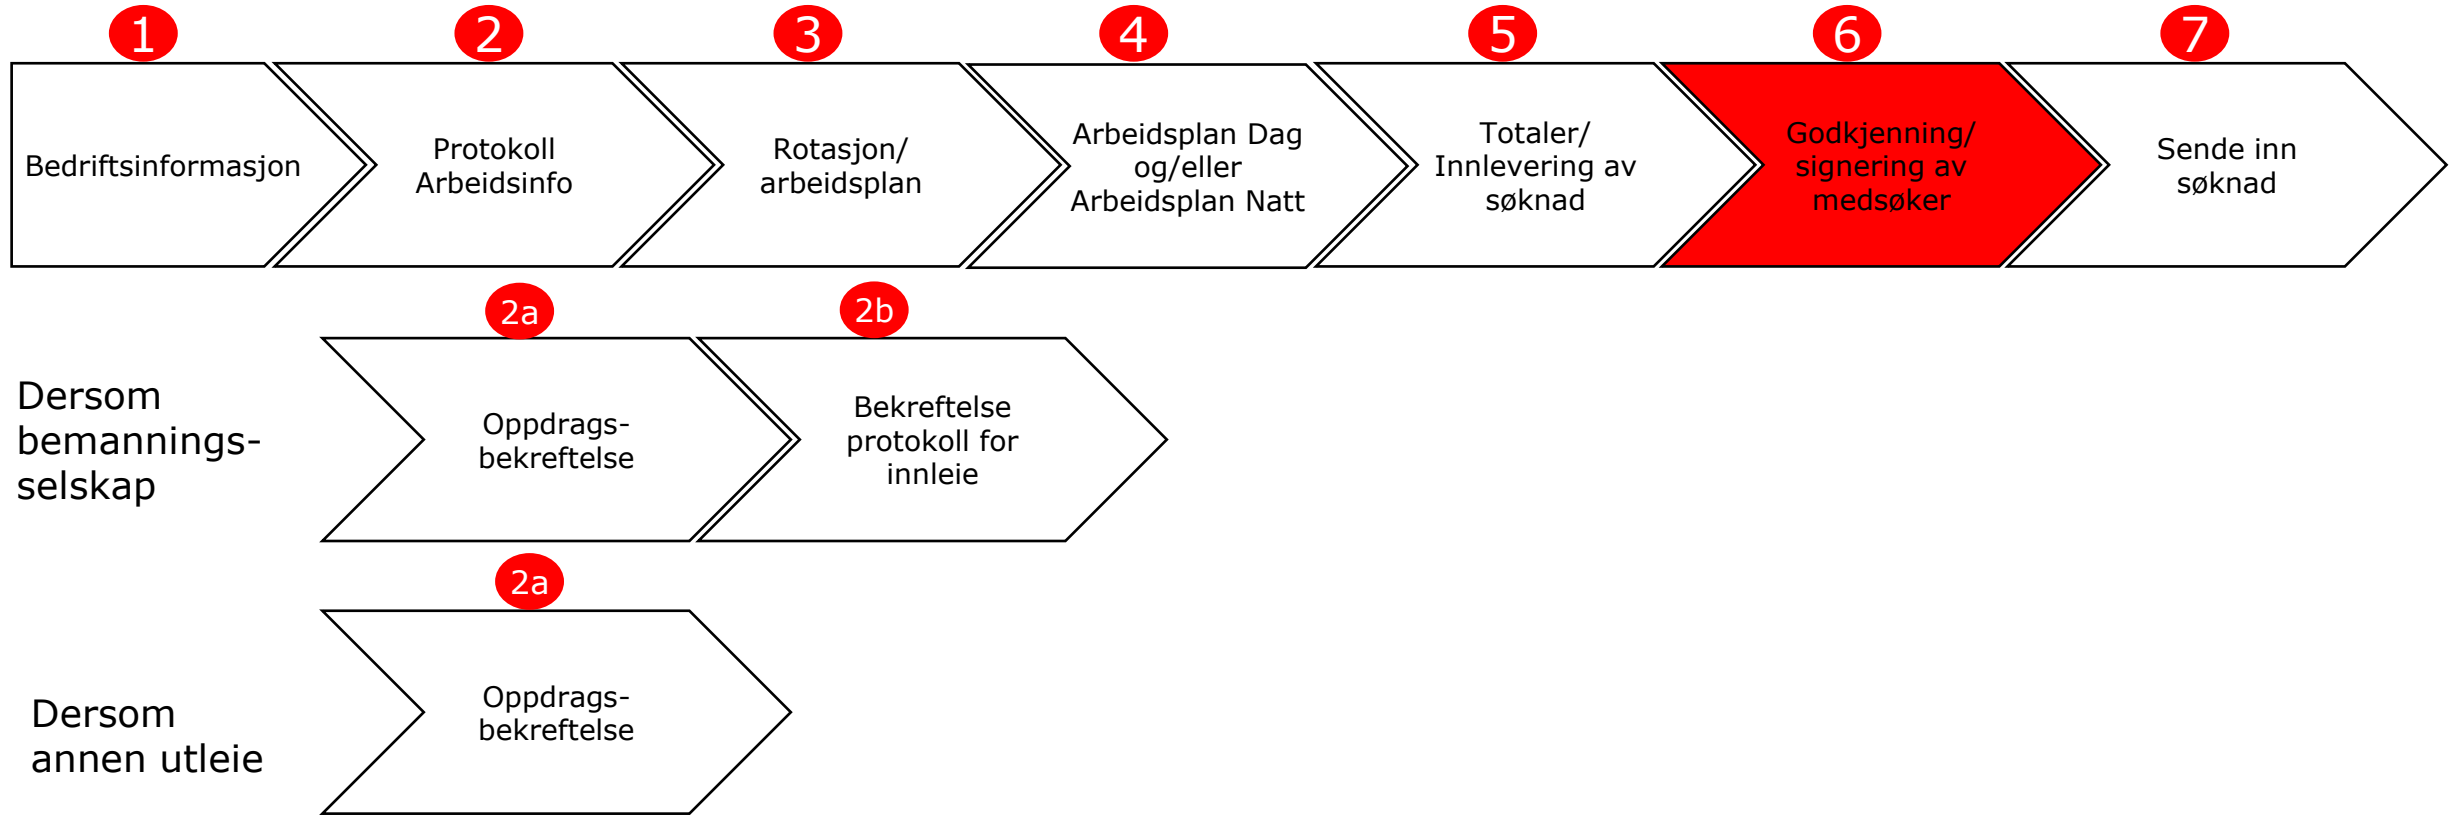 1
2
3
4
5
6
7
Bedriftsinformasjon
Protokoll
Arbeidsinfo
Rotasjon/
arbeidsplan
Arbeidsplan Dag
og/eller
Arbeidsplan Natt
Totaler/
Innlevering av
søknad
Godkjenning/
signering av
medsøker
Sende inn
søknad
Dersom
bemannings-
selskap
2a
Oppdrags-
bekreftelse
2b
Bekreftelse
protokoll for
innleie
Dersom
annen utleie
2a
Oppdrags-
bekreftelse